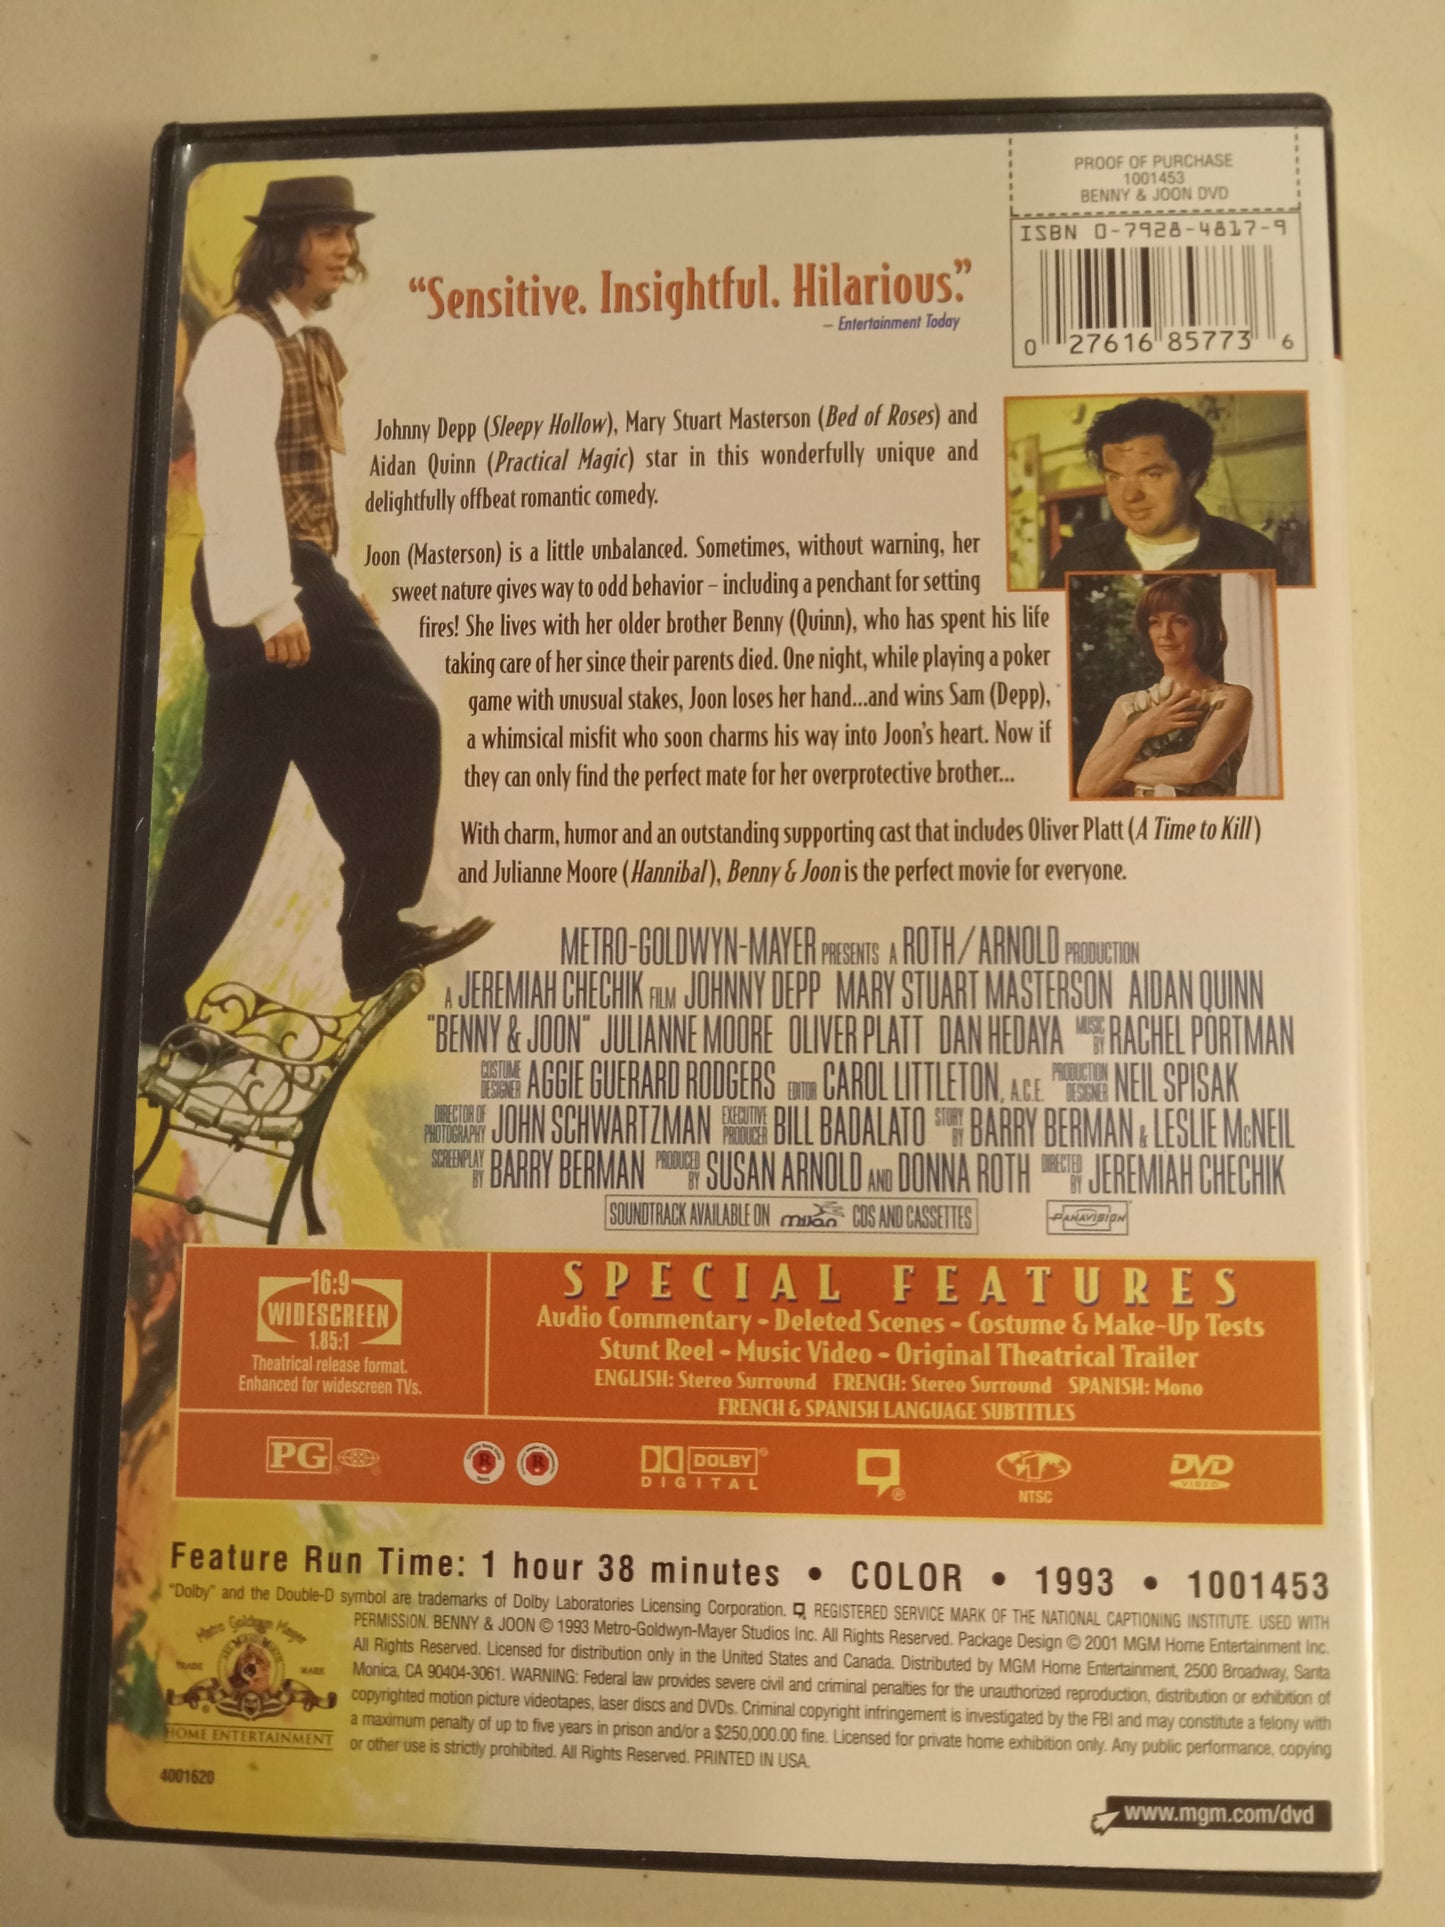 PROOF OF PURCHASE
1001453
BENNY & JOON DVD
ISBN 0-7928-4817-9
0 27616 85773 6
“Sensitive. Insightful. Hilarious.”
– Entertainment Today
Johnny Depp (Sleepy Hollow), Mary Stuart Masterson (Bed of Roses) and
Aidan Quinn (Practical Magic) star in this wonderfully unique and
delightfully offbeat romantic comedy.
Joon (Masterson) is a little unbalanced. Sometimes, without warning, her
sweet nature gives way to odd behavior – including a penchant for setting
fires! She lives with her older brother Benny (Quinn), who has spent his life
taking care of her since their parents died. One night, while playing a poker
game with unusual stakes, Joon loses her hand...and wins Sam (Depp),
a whimsical misfit who soon charms his way into Joon's heart. Now if
they can only find the perfect mate for her overprotective brother...
With charm, humor and an outstanding supporting cast that includes Oliver Platt (A Time to Kill)
and Julianne Moore (Hannibal), Benny & Joon is the perfect movie for everyone.
METRO-GOLDWYN-MAYER PRESENTS A ROTH/ARNOLD PRODUCTION
A JEREMIAH CHECHIK FILM JOHNNY DEPP MARY STUART MASTERSON AIDAN QUINN
"BENNY & JOON" JULIANNE MOORE OLIVER PLATT DAN HEDAYA MUSIC BY RACHEL PORTMAN
COSTUME DESIGNER AGGIE GUERARD RODGERS EDITOR CAROL LITTLETON, A.C.E. PRODUCTION DESIGNER NEIL SPISAK
DIRECTOR OF PHOTOGRAPHY JOHN SCHWARTZMAN EXECUTIVE PRODUCER BILL BADALATO STORY BY BARRY BERMAN & LESLIE McNEIL
SCREENPLAY BY BARRY BERMAN PRODUCED BY SUSAN ARNOLD AND DONNA ROTH DIRECTED BY JEREMIAH CHECHIK
SOUNDTRACK AVAILABLE ON milan CDS AND CASSETTES
PANAVISION®
16:9
WIDESCREEN
1.85:1
Theatrical release format.
Enhanced for widescreen TVs.
SPECIAL FEATURES
Audio Commentary - Deleted Scenes - Costume & Make-Up Tests
Stunt Reel - Music Video - Original Theatrical Trailer
ENGLISH: Stereo Surround FRENCH: Stereo Surround SPANISH: Mono
FRENCH & SPANISH LANGUAGE SUBTITLES
PG ®
R R
DOLBY®
DIGITAL
®
1
NTSC
DVD
VIDEO
Feature Run Time: 1 hour 38 minutes • COLOR • 1993 • 1001453
“Dolby” and the Double-D symbol are trademarks of Dolby Laboratories Licensing Corporation. REGISTERED SERVICE MARK OF THE NATIONAL CAPTIONING INSTITUTE. USED WITH
PERMISSION. BENNY & JOON © 1993 Metro-Goldwyn-Mayer Studios Inc. All Rights Reserved. Package Design © 2001 MGM Home Entertainment Inc.
All Rights Reserved. Licensed for distribution only in the United States and Canada. Distributed by MGM Home Entertainment, 2500 Broadway, Santa
Monica, CA 90404-3061. WARNING: Federal law provides severe civil and criminal penalties for the unauthorized reproduction, distribution or exhibition of
copyrighted motion picture videotapes, laser discs and DVDs. Criminal copyright infringement is investigated by the FBI and may constitute a felony with
a maximum penalty of up to five years in prison and/or a $250,000.00 fine. Licensed for private home exhibition only. Any public performance, copying
or other use is strictly prohibited. All Rights Reserved. PRINTED IN USA.
Metro Goldwyn Mayer
TRADE MARK
HOME ENTERTAINMENT
4001620
www.mgm.com/dvd